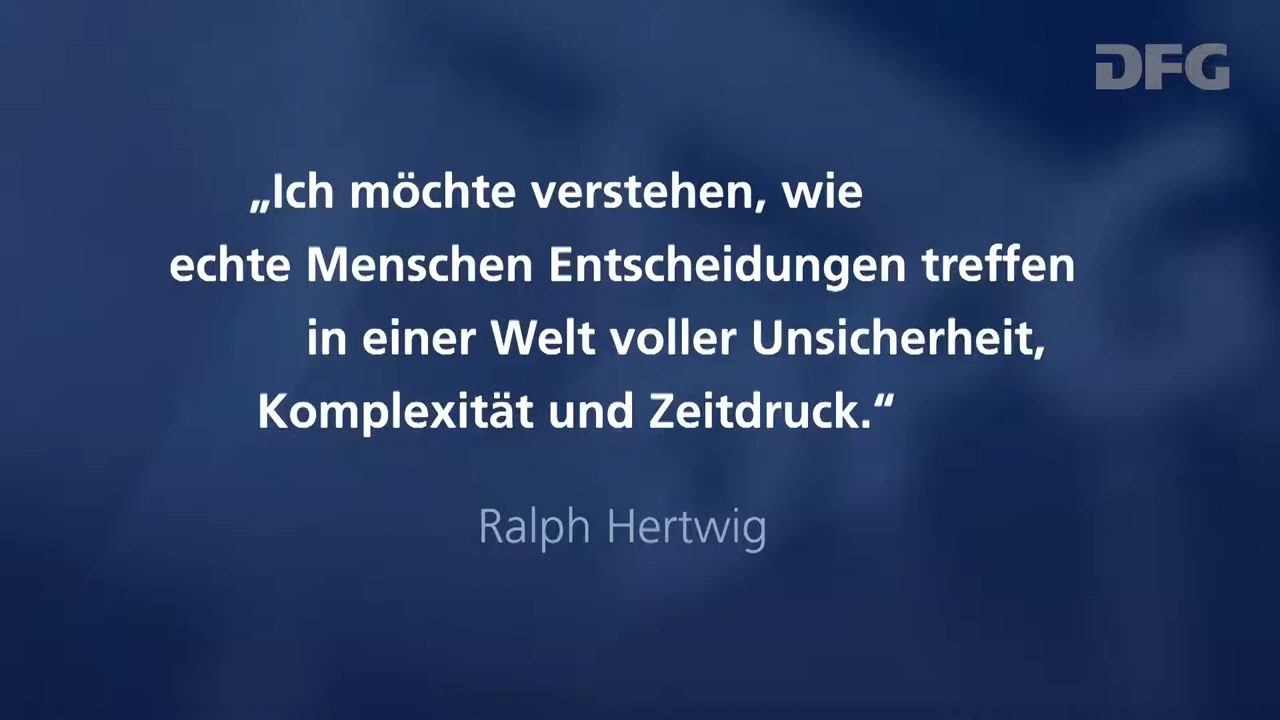 DFG
„Ich möchte verstehen, wie
echte Menschen Entscheidungen treffen
in einer Welt voller Unsicherheit,
Komplexität und Zeitdruck.“
Ralph Hertwig